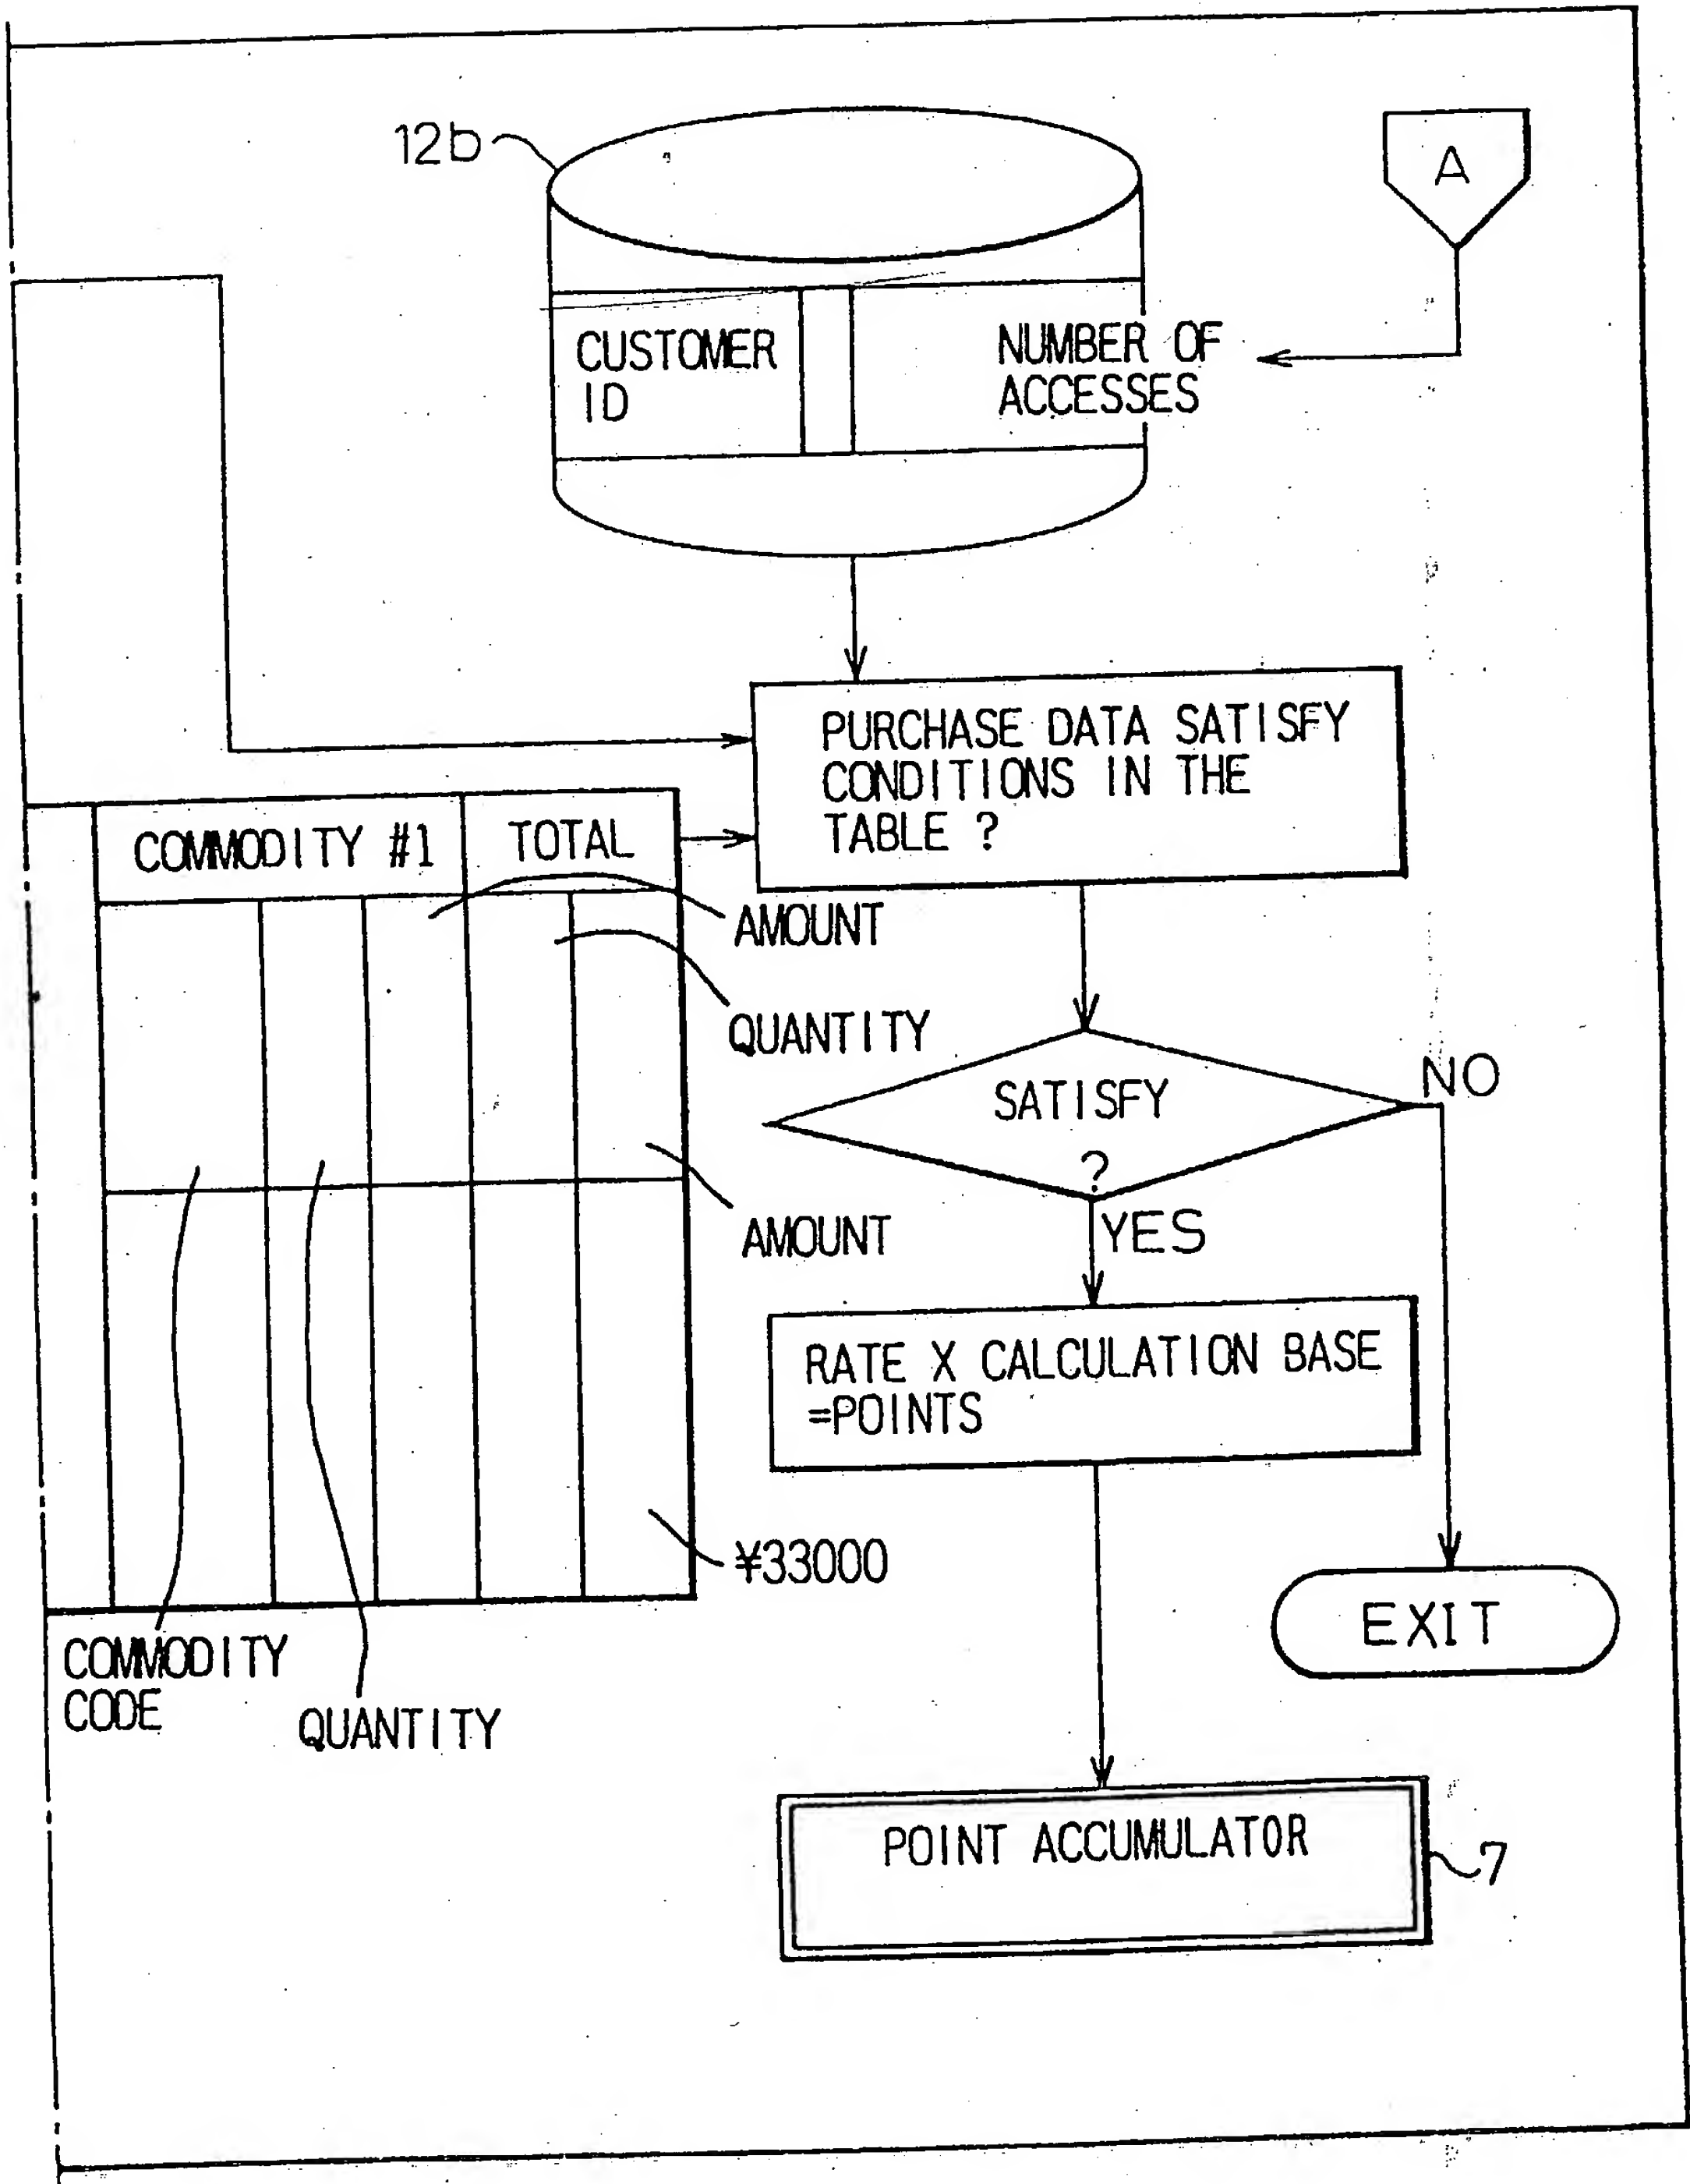 12b
A
CUSTOMER
ID
NUMBER OF
ACCESSES
PURCHASE DATA SATISFY
CONDITIONS IN THE
TABLE ?
COMMODITY #1
TOTAL
AMOUNT
QUANTITY
SATISFY
?
NO
AMOUNT
YES
RATE X CALCULATION BASE
=POINTS
¥33000
EXIT
COMMODITY
CODE
QUANTITY
POINT ACCUMULATOR
7